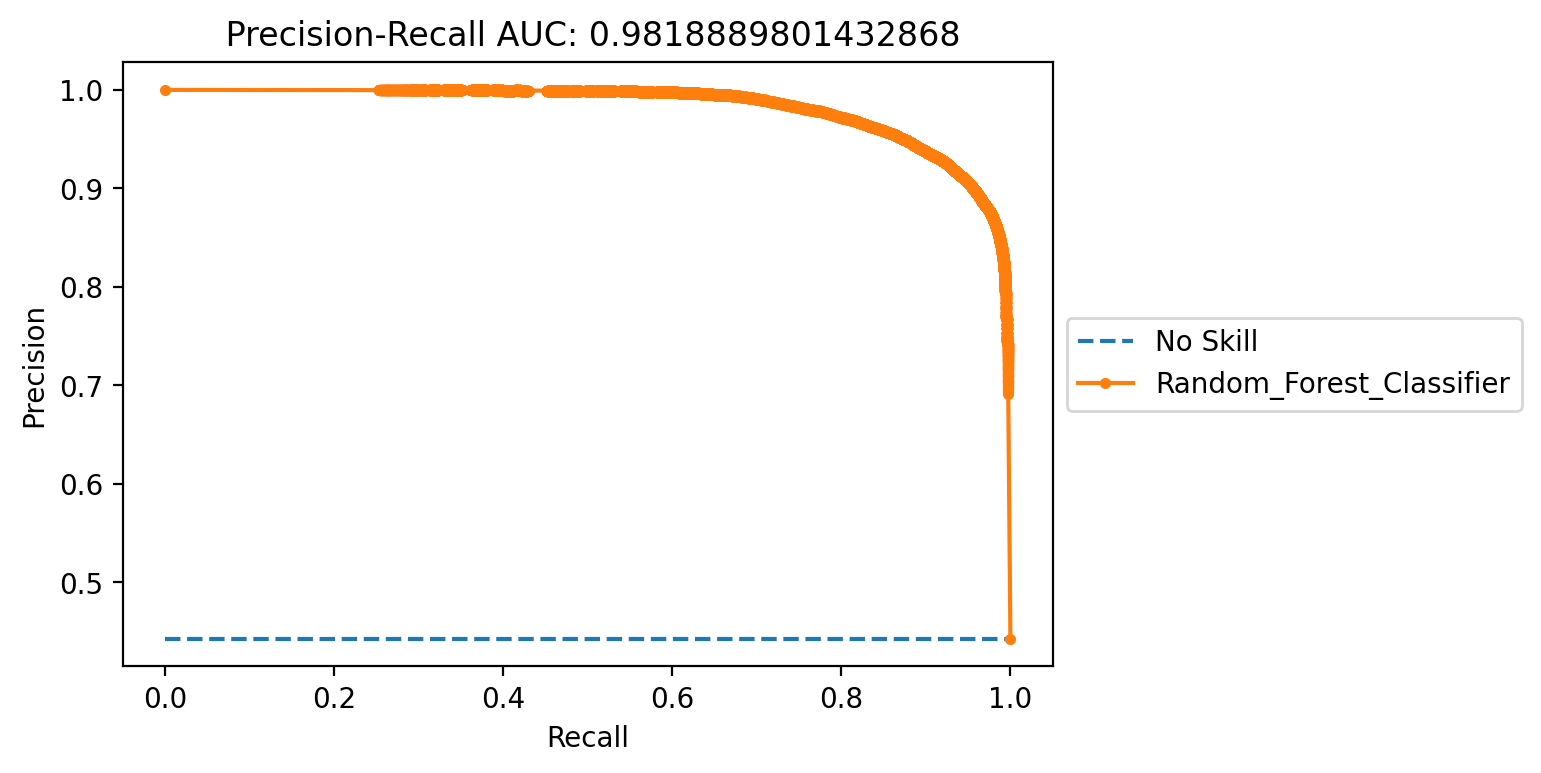 Precision-Recall AUC: 0.9818889801432868
1.0
0.9
0.8
0.7
0.6
0.5
Precision
0.0 0.2 0.4 0.6 0.8 1.0
Recall
No Skill
Random_Forest_Classifier